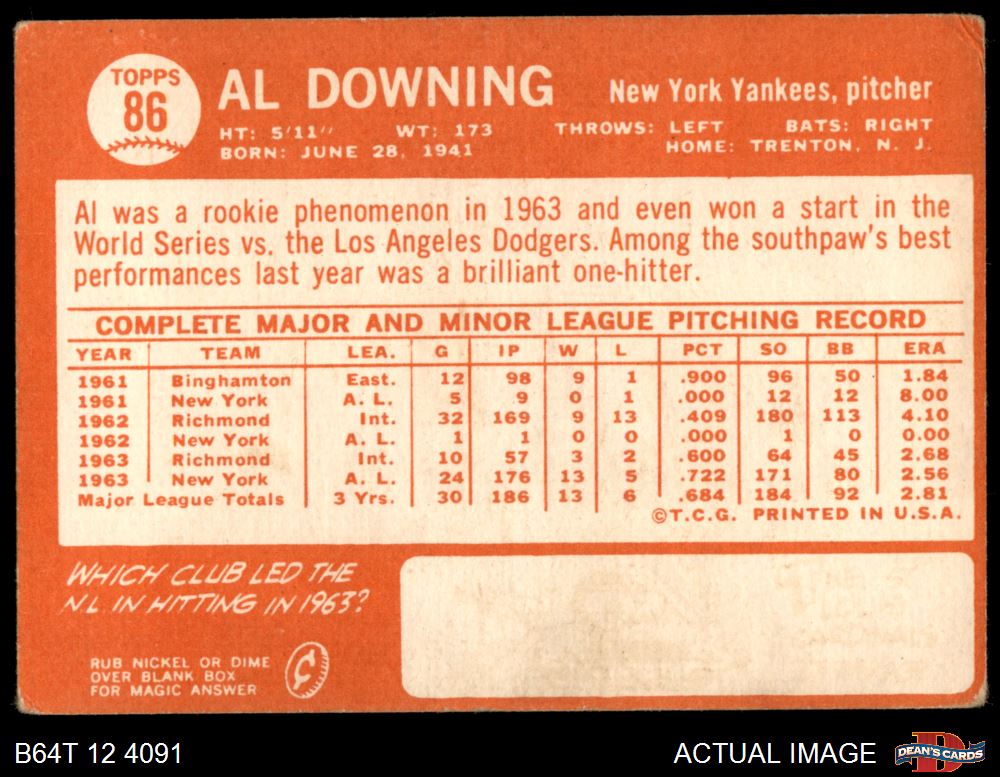 TOPPS
86
AL DOWNING
New York Yankees, pitcher
HT: 5'11" WT: 173 THROWS: LEFT BATS: RIGHT
BORN: JUNE 28, 1941 HOME: TRENTON, N. J.
Al was a rookie phenomenon in 1963 and even won a start in the
World Series vs. the Los Angeles Dodgers. Among the southpaw's best
performances last year was a brilliant one-hitter.
COMPLETE MAJOR AND MINOR LEAGUE PITCHING RECORD
YEAR TEAM LEA. G IP W L PCT SO BB ERA
1961 Binghamton East. 12 98 9 1 .900 96 50 1.84
1961 New York A. L. 5 9 0 1 .000 12 12 8.00
1962 Richmond Int. 32 169 9 13 .409 180 113 4.10
1962 New York A. L. 1 1 0 0 .000 1 0 0.00
1963 Richmond Int. 10 57 3 2 .600 64 45 2.68
1963 New York A. L. 24 176 13 5 .722 171 80 2.56
Major League Totals 3 Yrs. 30 186 13 6 .684 184 92 2.81
©T.C.G. PRINTED IN U.S.A.
WHICH CLUB LED THE
N.L. IN HITTING IN 1963?
RUB NICKEL OR DIME
OVER BLANK BOX
FOR MAGIC ANSWER
¢
B64T 12 4091
ACTUAL IMAGE
D
DEAN'S CARDS